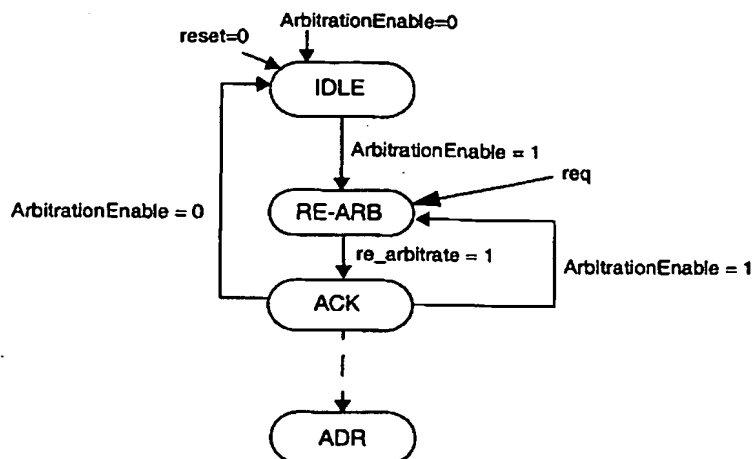 ArbitrationEnable=0
reset=0
IDLE
ArbitrationEnable = 1
req
ArbitrationEnable = 0
RE-ARB
re_arbitrate = 1
ArbitrationEnable = 1
ACK
ADR